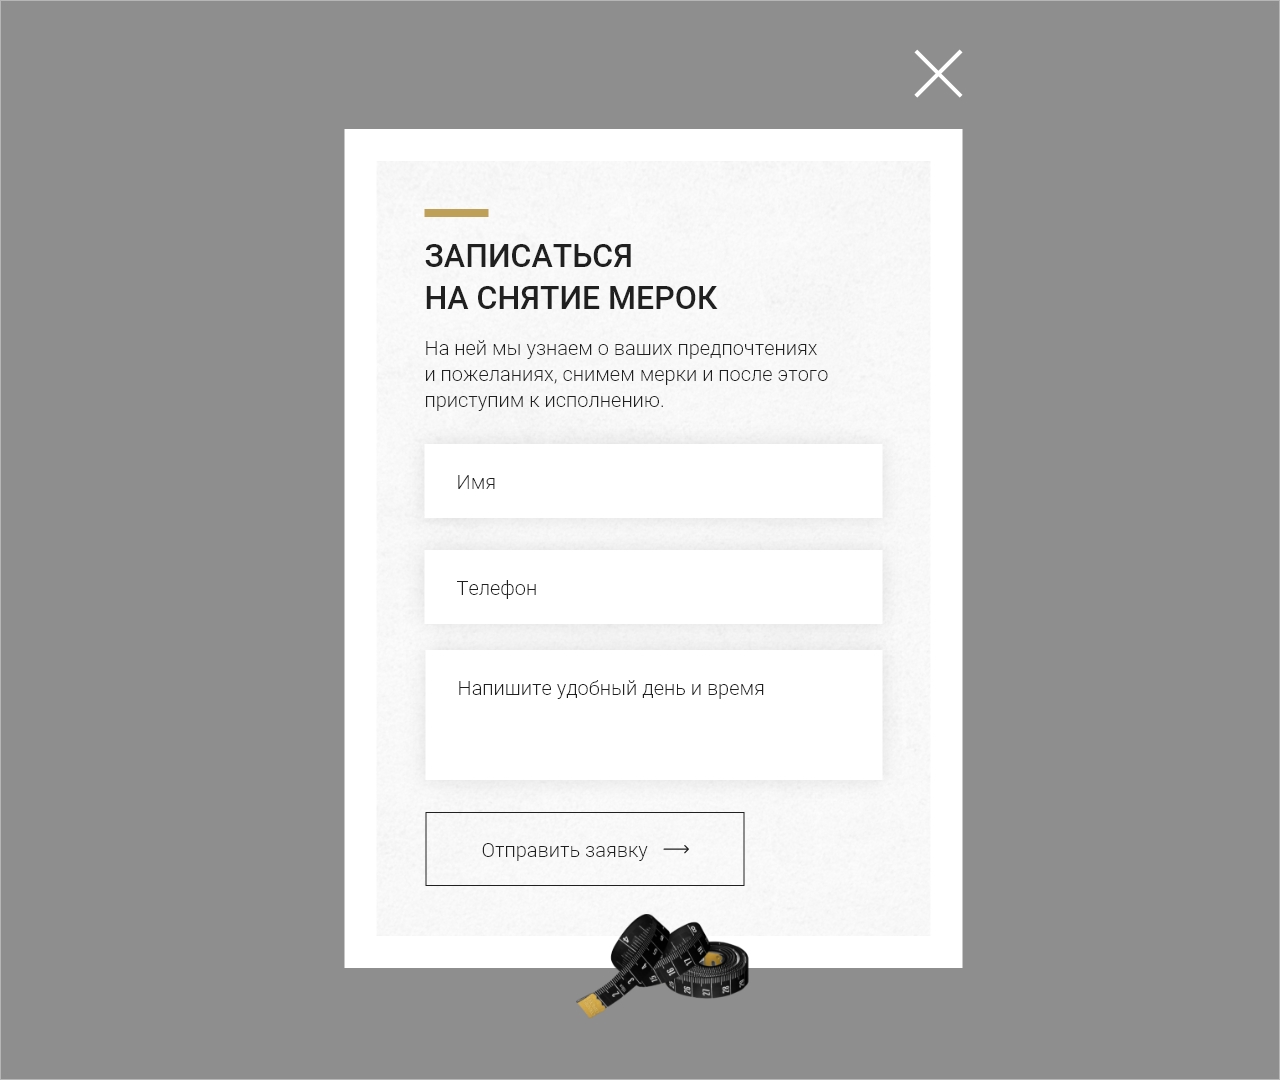 ЗАПИСАТЬСЯ
НА СНЯТИЕ МЕРОК
На ней мы узнаем о ваших предпочтениях
и пожеланиях, снимем мерки и после этого
приступим к исполнению.
Имя
Телефон
Напишите удобный день и время
Отправить заявку